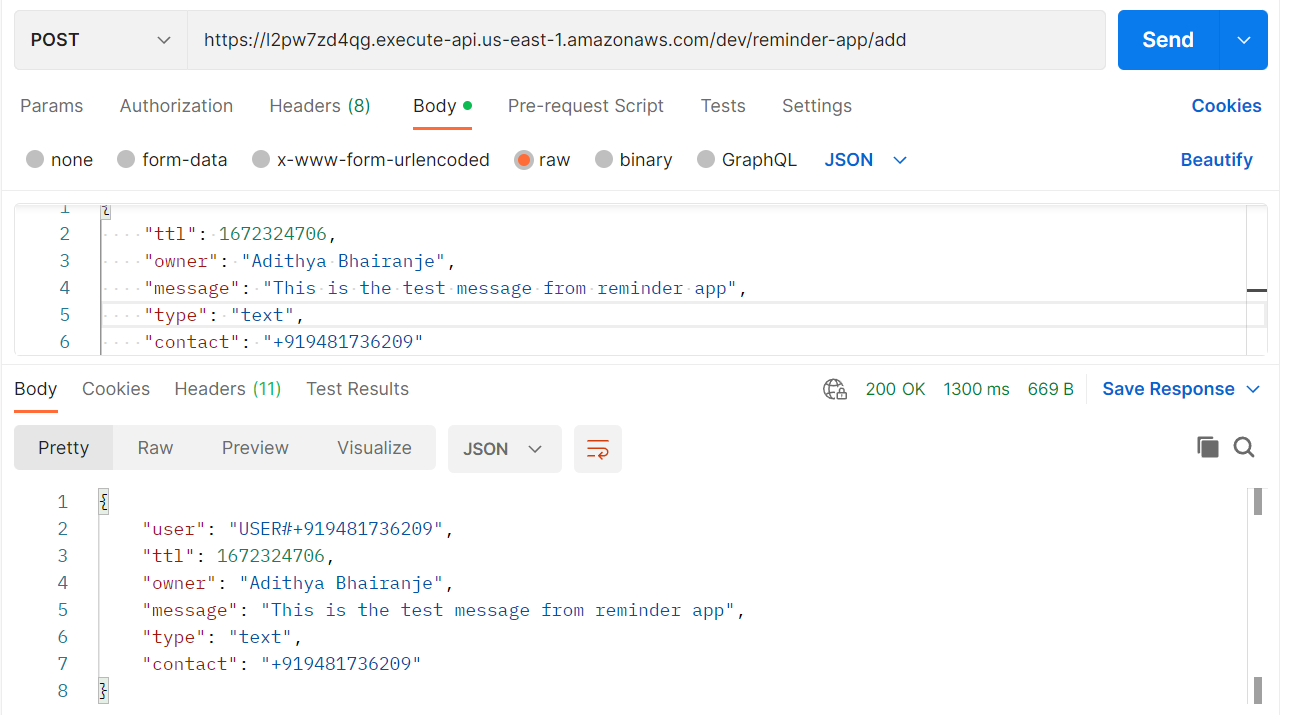 POST https://l2pw7zd4qg.execute-api.us-east-1.amazonaws.com/dev/reminder-app/add Send
Params Authorization Headers (8) Body Pre-request Script Tests Settings Cookies
none form-data x-www-form-urlencoded raw binary GraphQL JSON Beautify
1 {
2 "ttl": 1672324706,
3 "owner": "Adithya Bhairanje",
4 "message": "This is the test message from reminder app",
5 "type": "text",
6 "contact": "+919481736209"
Body Cookies Headers (11) Test Results 200 OK 1300 ms 669 B Save Response
Pretty Raw Preview Visualize JSON
1 {
2 "user": "USER#+919481736209",
3 "ttl": 1672324706,
4 "owner": "Adithya Bhairanje",
5 "message": "This is the test message from reminder app",
6 "type": "text",
7 "contact": "+919481736209"
8 }